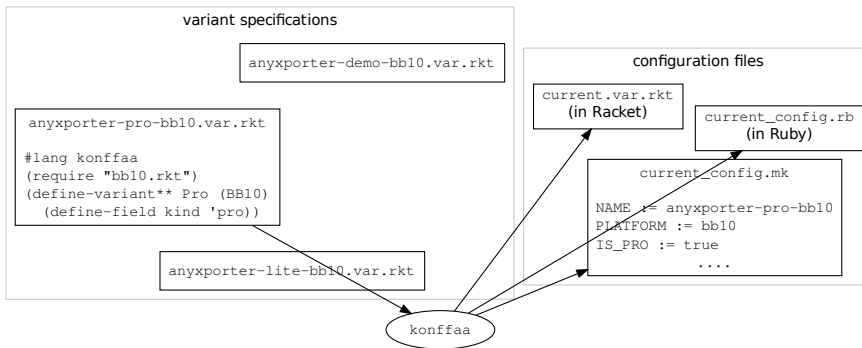 variant specifications
anyxporter-demo-bb10.var.rkt
anyxporter-pro-bb10.var.rkt
#lang konffaa
(require "bb10.rkt")
(define-variant** Pro (BB10)
  (define-field kind 'pro))
anyxporter-lite-bb10.var.rkt
configuration files
current.var.rkt
(in Racket)
current_config.rb
(in Ruby)
current_config.mk
NAME := anyxporter-pro-bb10
PLATFORM := bb10
IS_PRO := true
....
konffaa